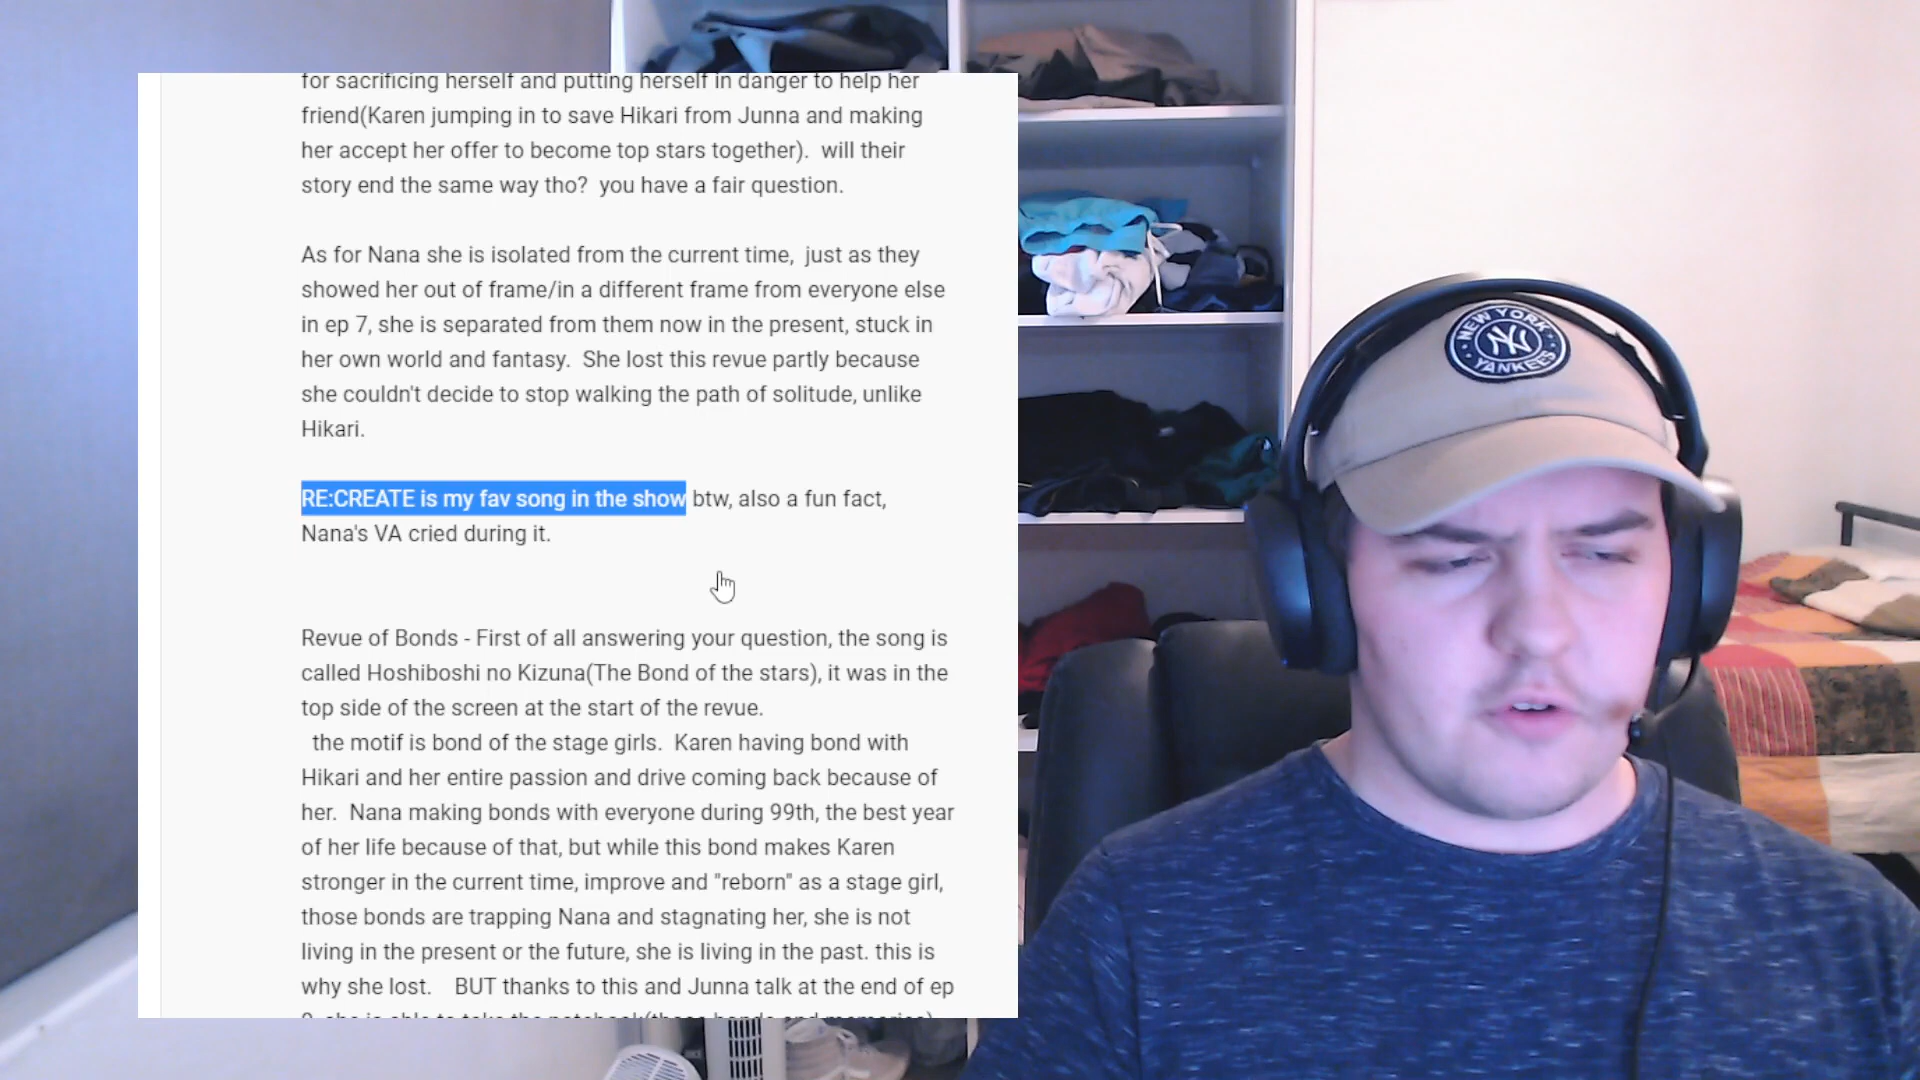 for sacrificing herself and putting herself in danger to help her
friend(Karen jumping in to save Hikari from Junna and making
her accept her offer to become top stars together).  will their
story end the same way tho?  you have a fair question.
As for Nana she is isolated from the current time,  just as they
showed her out of frame/in a different frame from everyone else
in ep 7, she is separated from them now in the present, stuck in
her own world and fantasy.  She lost this revue partly because
she couldn't decide to stop walking the path of solitude, unlike
Hikari.
RE:CREATE is my fav song in the show btw, also a fun fact,
Nana's VA cried during it.
Revue of Bonds - First of all answering your question, the song is
called Hoshiboshi no Kizuna(The Bond of the stars), it was in the
top side of the screen at the start of the revue.
the motif is bond of the stage girls.  Karen having bond with
Hikari and her entire passion and drive coming back because of
her.  Nana making bonds with everyone during 99th, the best year
of her life because of that, but while this bond makes Karen
stronger in the current time, improve and "reborn" as a stage girl,
those bonds are trapping Nana and stagnating her, she is not
living in the present or the future, she is living in the past. this is
why she lost.    BUT thanks to this and Junna talk at the end of ep
NEW YORK
NY
YANKEES